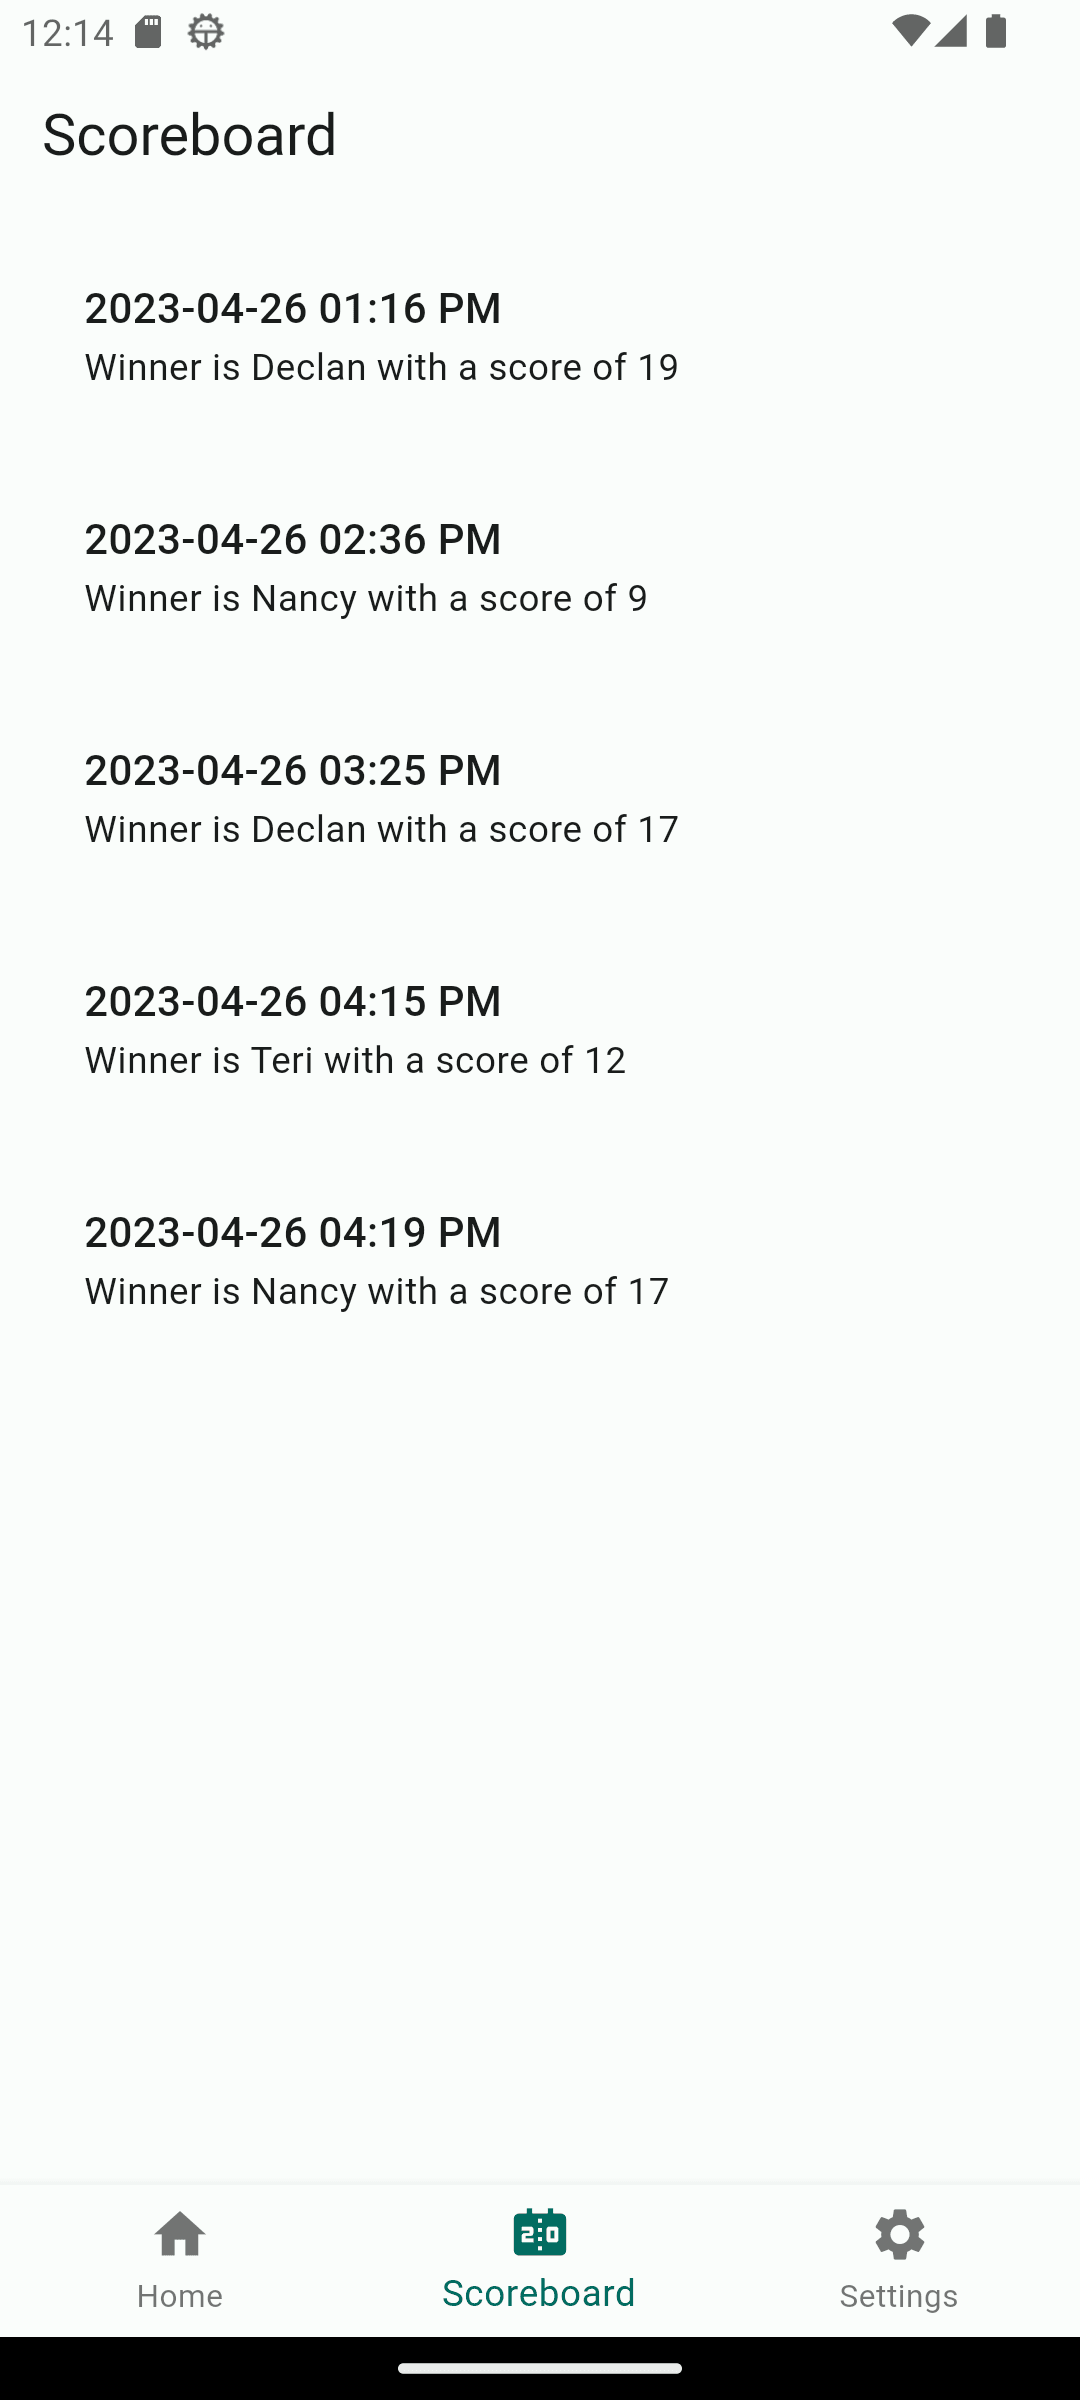 12:14
Scoreboard
2023-04-26 01:16 PM
Winner is Declan with a score of 19
2023-04-26 02:36 PM
Winner is Nancy with a score of 9
2023-04-26 03:25 PM
Winner is Declan with a score of 17
2023-04-26 04:15 PM
Winner is Teri with a score of 12
2023-04-26 04:19 PM
Winner is Nancy with a score of 17
2:0
Home
Scoreboard
Settings